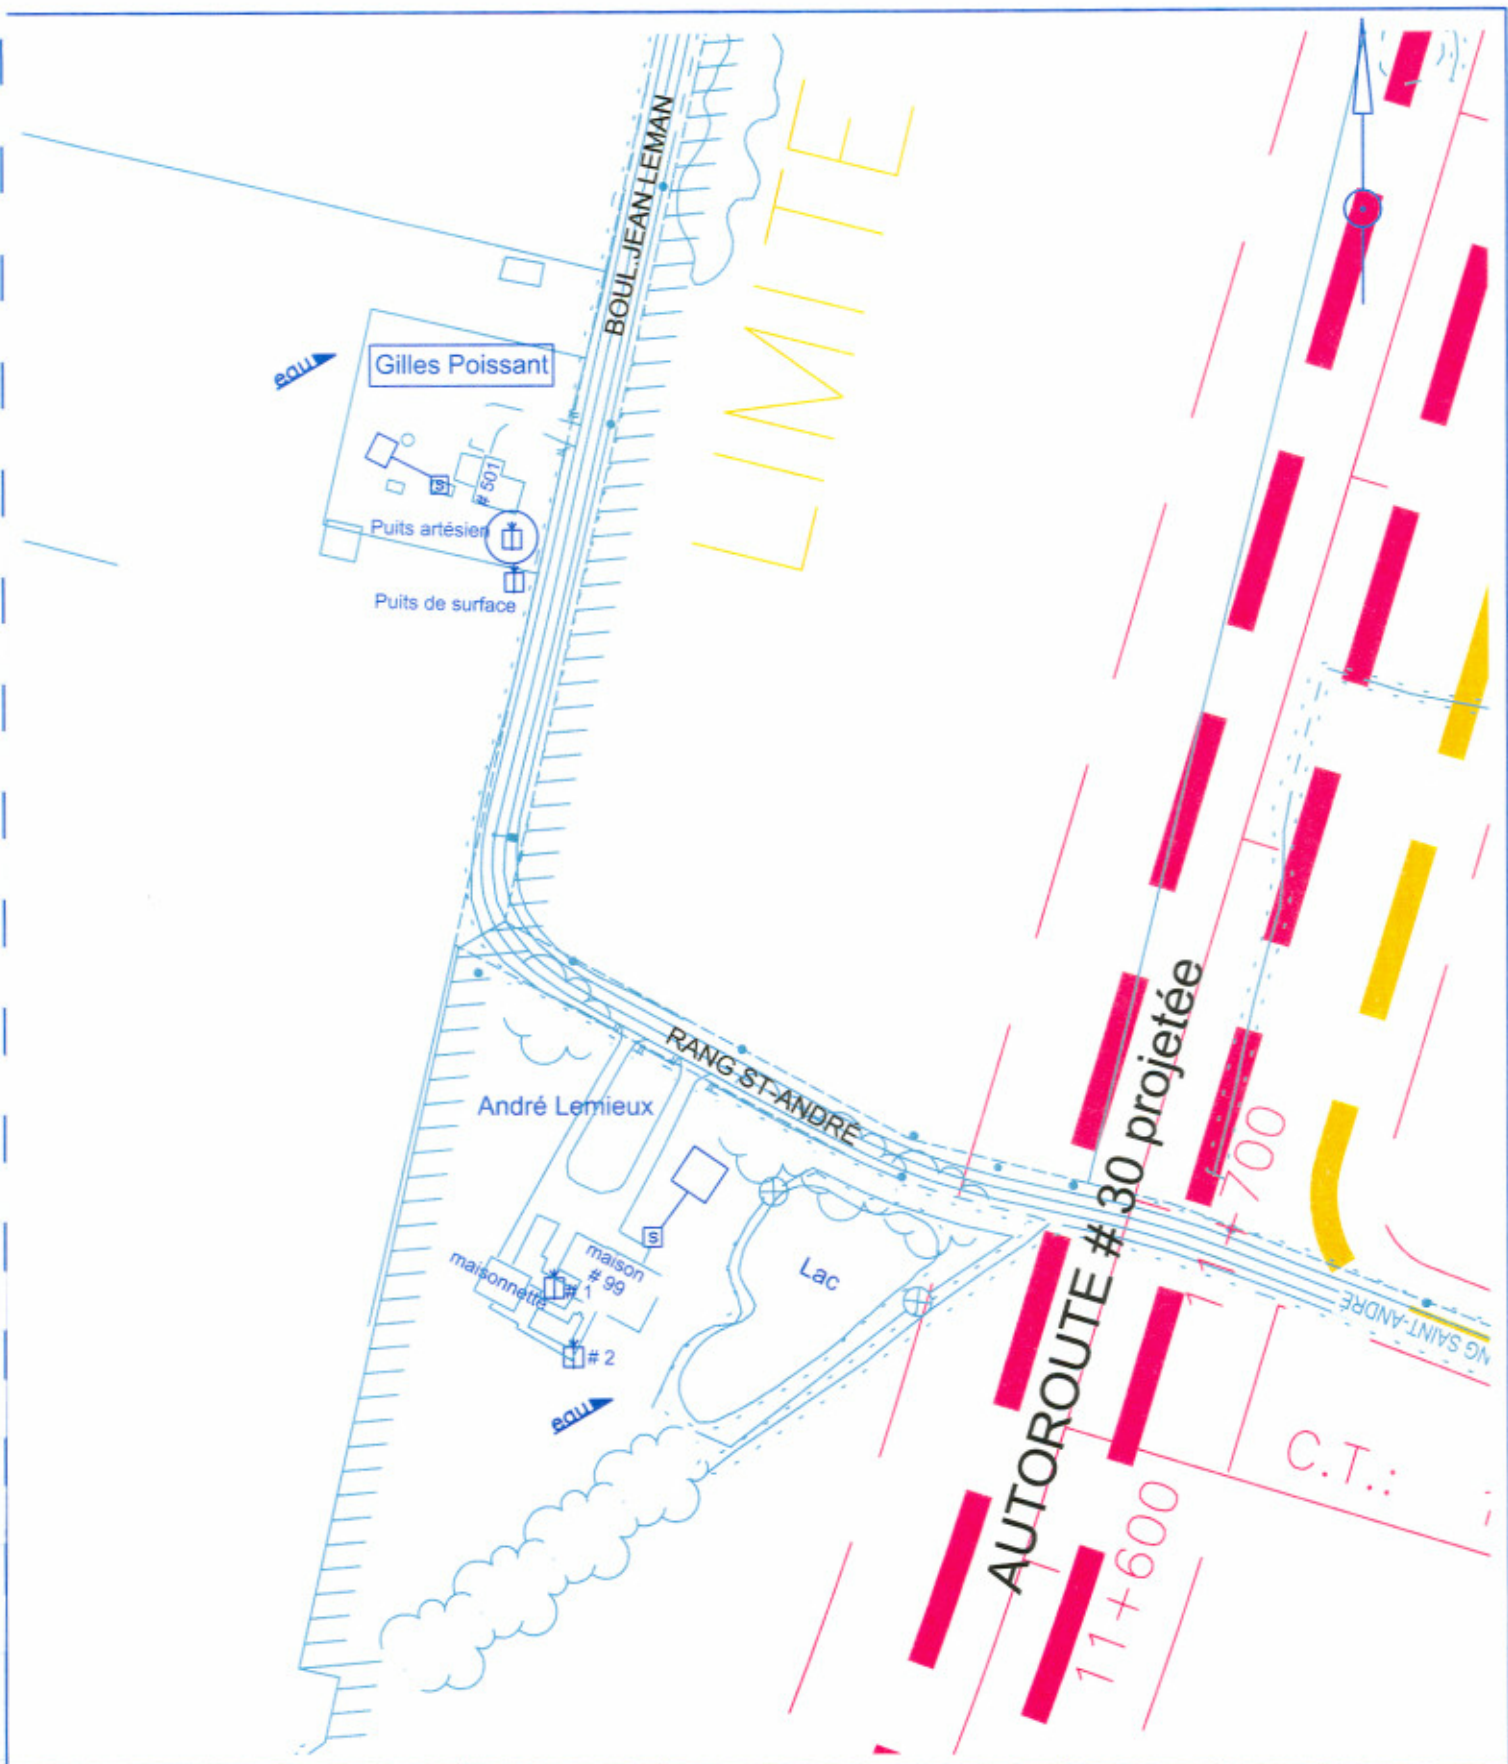 BOUL.JEAN-LEMAN
LIMITE
eau
Gilles Poissant
# 501
S
Puits artésien
Puits de surface
RANG ST-ANDRÉ
André Lemieux
S
maison
# 99
maisonnette
# 1
# 2
Lac
eau
AUTOROUTE # 30 projetée
11+700
11+600
NG SAINT-ANDRÉ
C.T.: